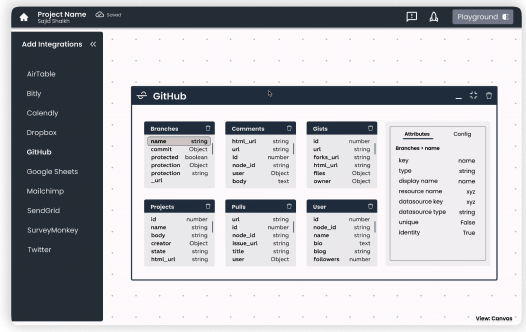 Project Name
Saved
Sajid Shaikh
Playground
Add Integrations
AirTable
Bitly
Calendly
Dropbox
GitHub
Google Sheets
Mailchimp
SendGrid
SurveyMonkey
Twitter
GitHub
Branches
name string
commit Object
protected boolean
protection Object
protection string
_url
Comments
html_url string
url string
id number
node_id string
user Object
body text
Gists
id number
url string
forks_url string
html_url string
files Object
owner Object
Projects
id number
name string
body string
creator Object
state string
html_url string
Pulls
url string
id number
node_id string
issue_url string
title string
user Object
User
id number
node_id string
name string
bio text
blog string
followers number
Attributes Config
Branches > name
key name
type string
display name name
resource name xyz
datasource key xyz
datasource type string
unique False
identity True
View: Canvas